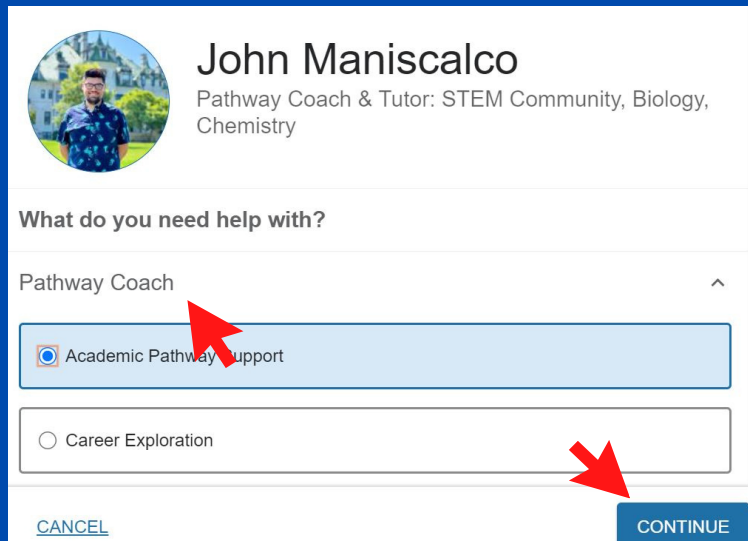 John Maniscalco
Pathway Coach & Tutor: STEM Community, Biology,
Chemistry
What do you need help with?
Pathway Coach
Academic Pathway Support
Career Exploration
CANCEL
CONTINUE